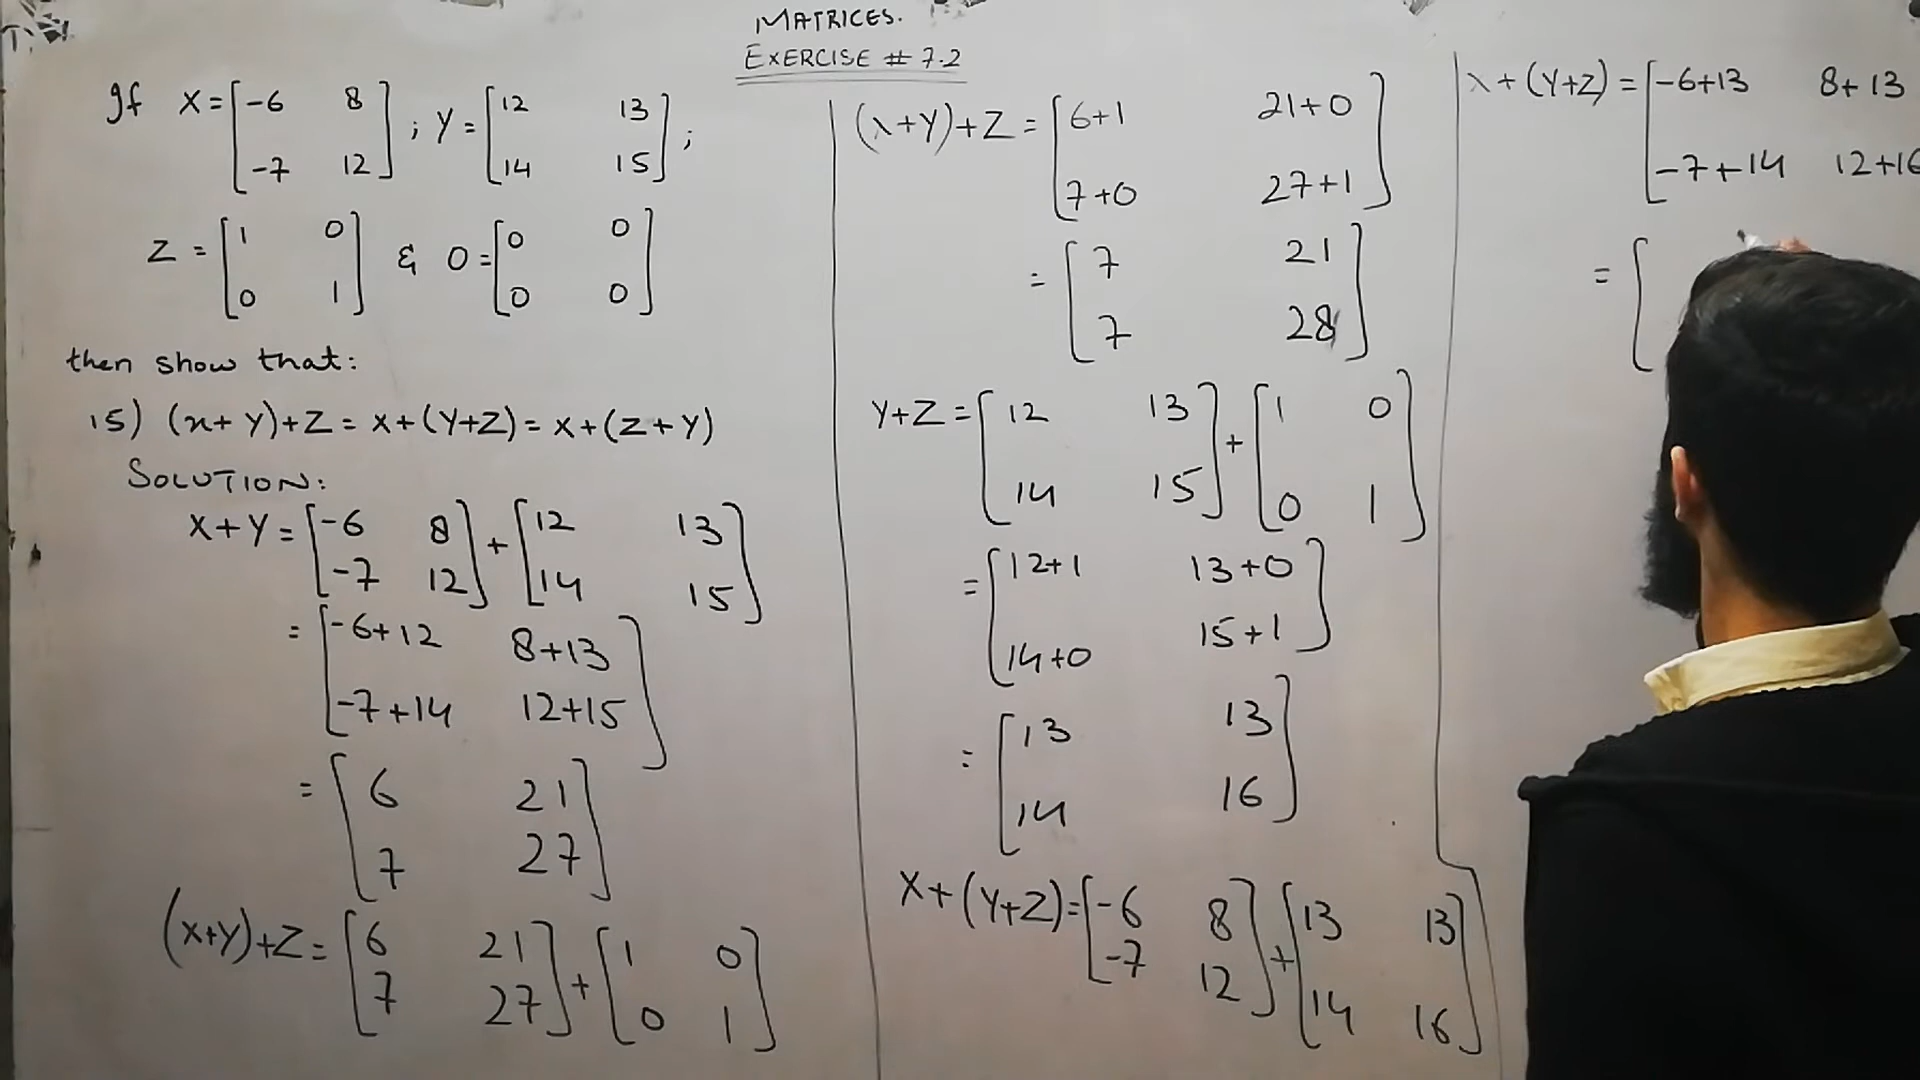 MATRICES.
EXERCISE # 7.2
If X = [-6 8
-7 12] ; Y = [12 13
14 15] ;
Z = [1 0
0 1] & O = [0 0
0 0]
then show that:
15) (x+y)+Z = X+(Y+Z) = X+(Z+Y)
SOLUTION:
X+Y = [-6 8
-7 12] + [12 13
14 15]
= [-6+12 8+13
-7+14 12+15]
= [6 21
7 27]
(X+Y)+Z = [6 21
7 27] + [1 0
0 1]
(X+Y)+Z = [6+1 21+0
7+0 27+1]
= [7 21
7 28]
Y+Z = [12 13
14 15] + [1 0
0 1]
= [12+1 13+0
14+0 15+1]
= [13 13
14 16]
X+(Y+Z) = [-6 8
-7 12] + [13 13
14 16]
X+(Y+Z) = [-6+13 8+13
-7+14 12+16
= [